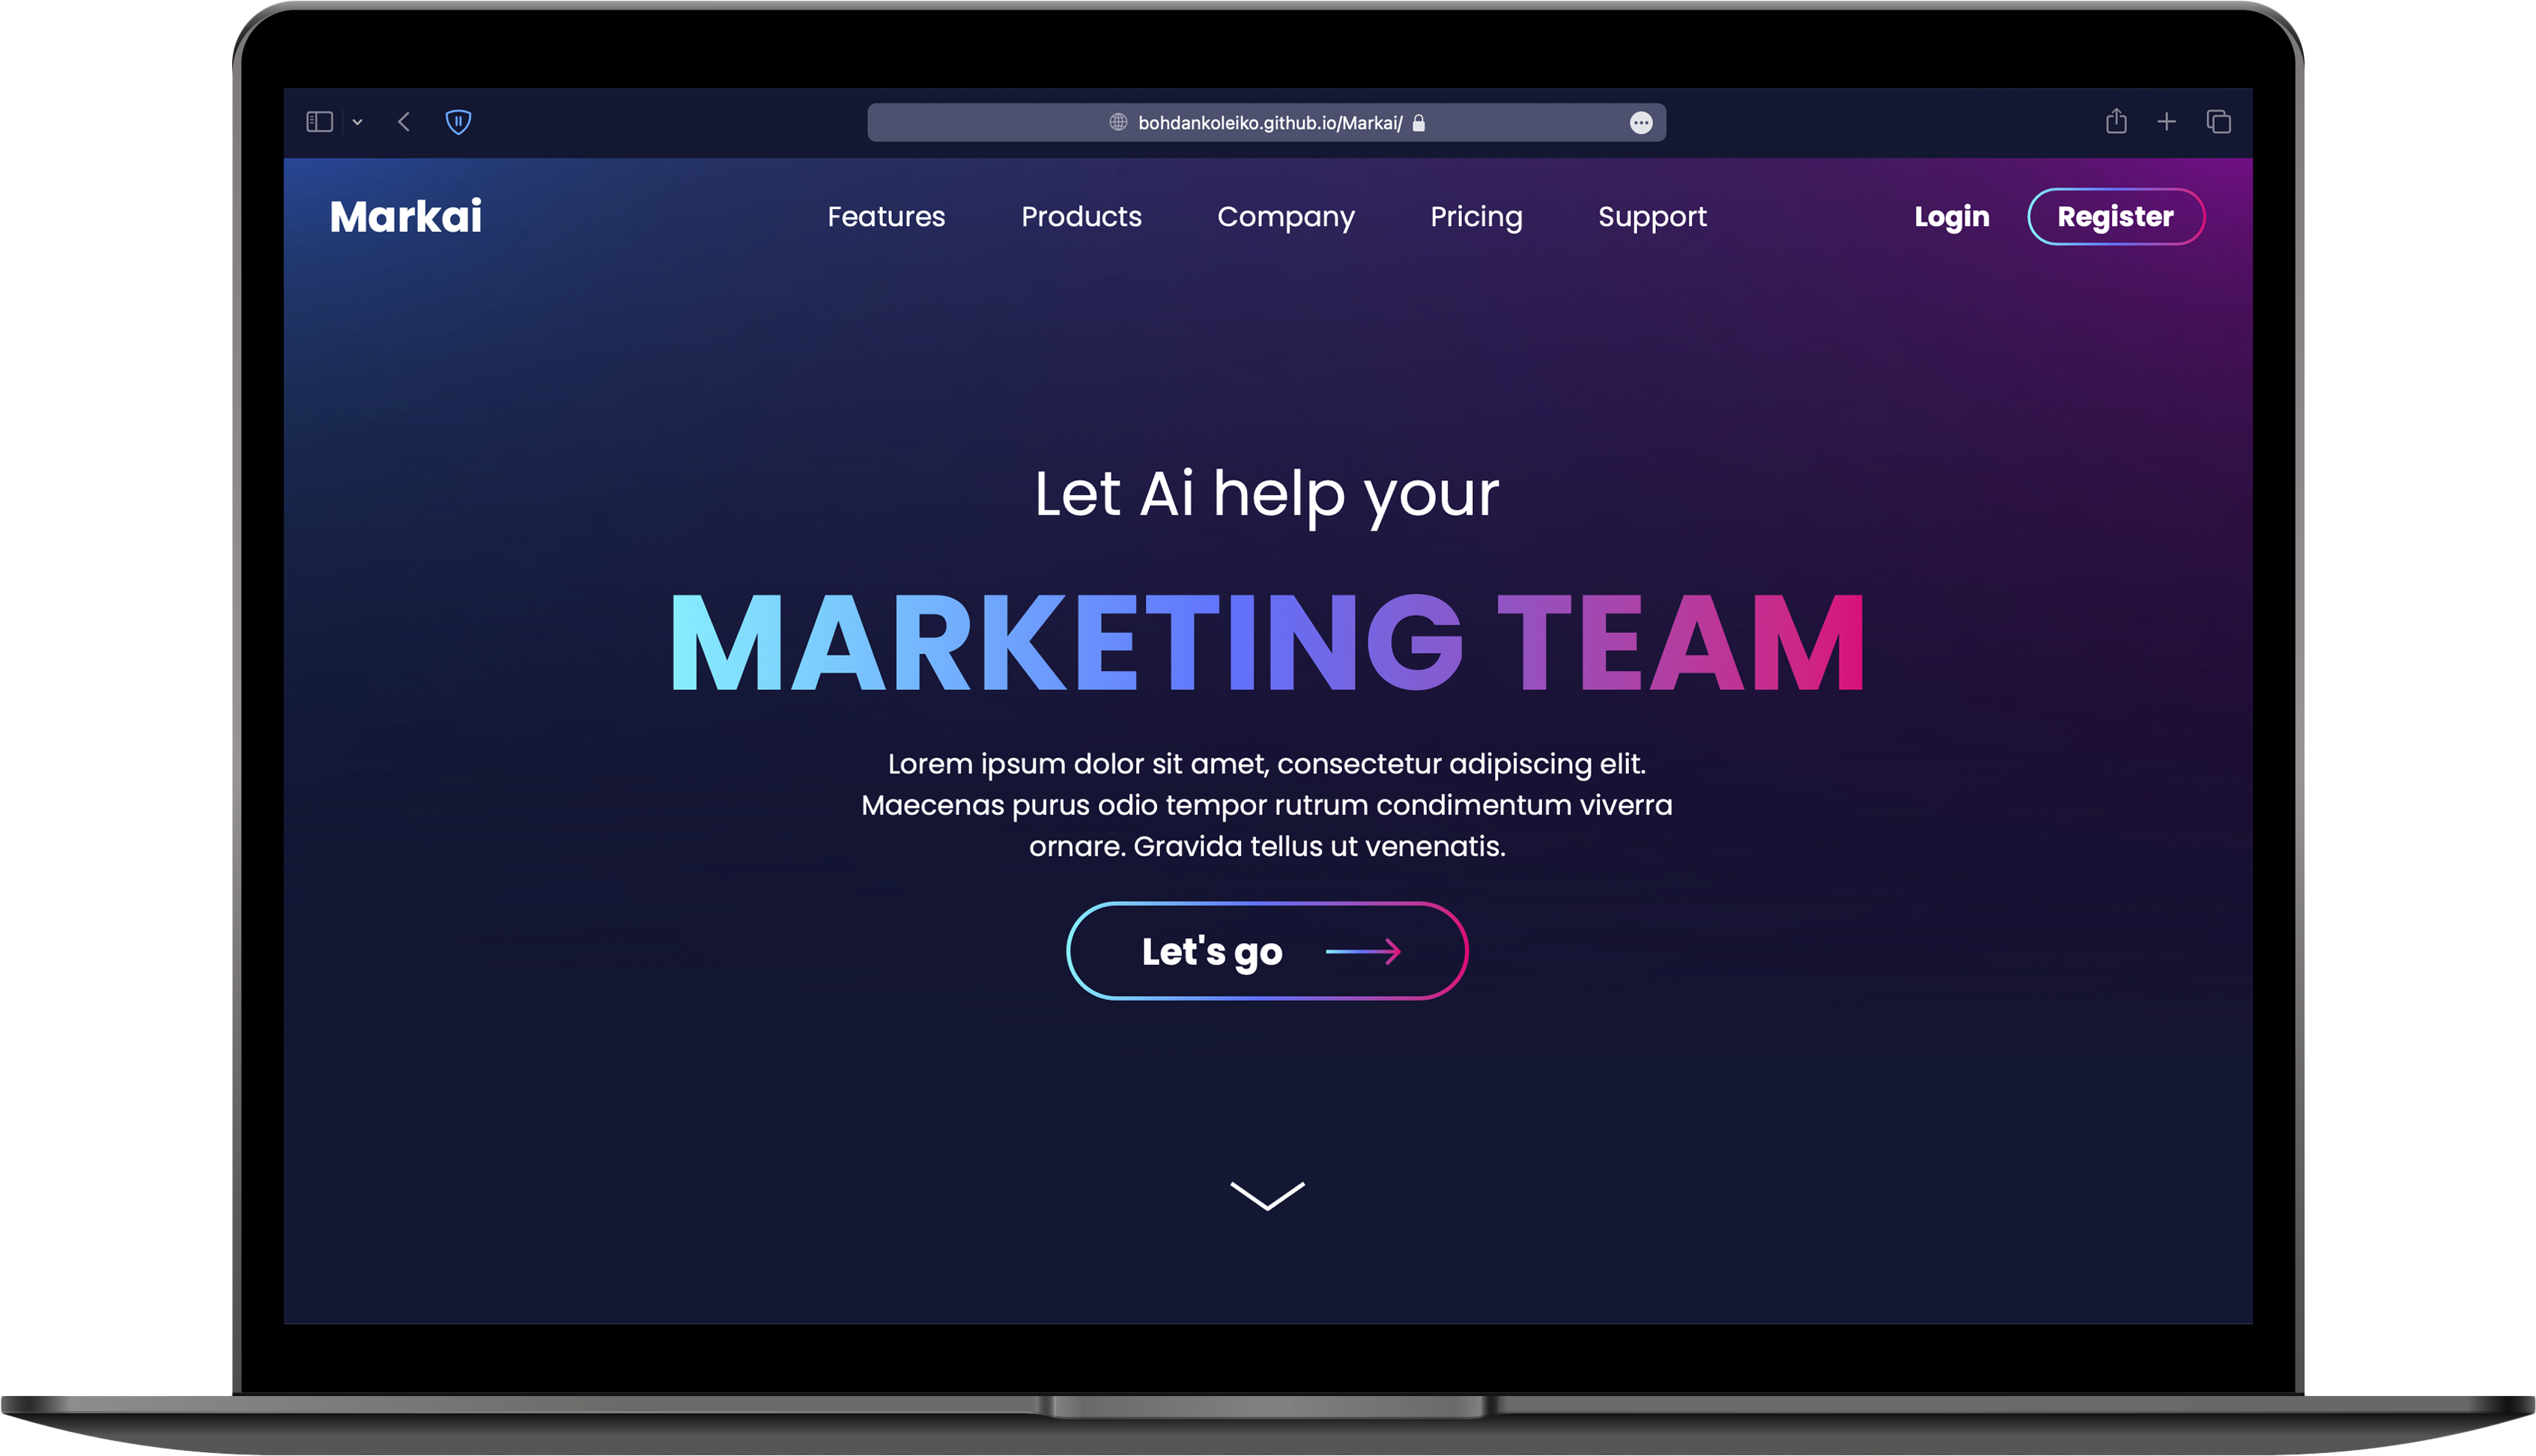 bohdankoleiko.github.io/Markai/
Markai Features Products Company Pricing Support Login Register
Let Ai help your
MARKETING TEAM
Lorem ipsum dolor sit amet, consectetur adipiscing elit.
Maecenas purus odio tempor rutrum condimentum viverra
ornare. Gravida tellus ut venenatis.
Let's go